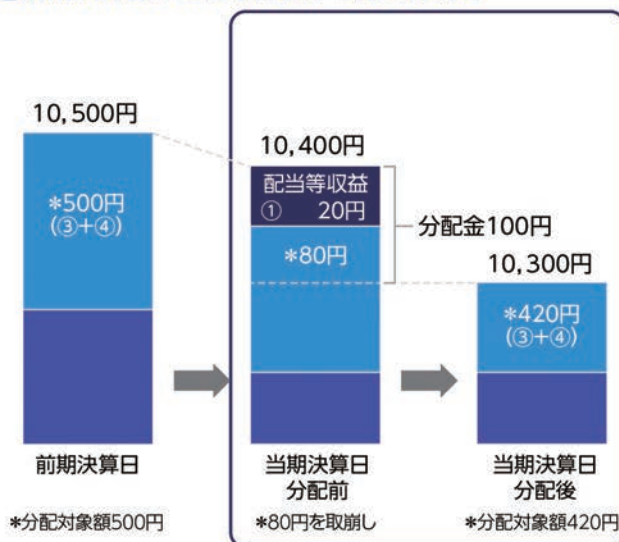 10,500円
*500円
(③+④)
前期決算日
*分配対象額500円
10,400円
配当等収益
① 20円
*80円
分配金100円
当期決算日
分配前
*80円を取崩し
10,300円
*420円
(③+④)
当期決算日
分配後
*分配対象額420円